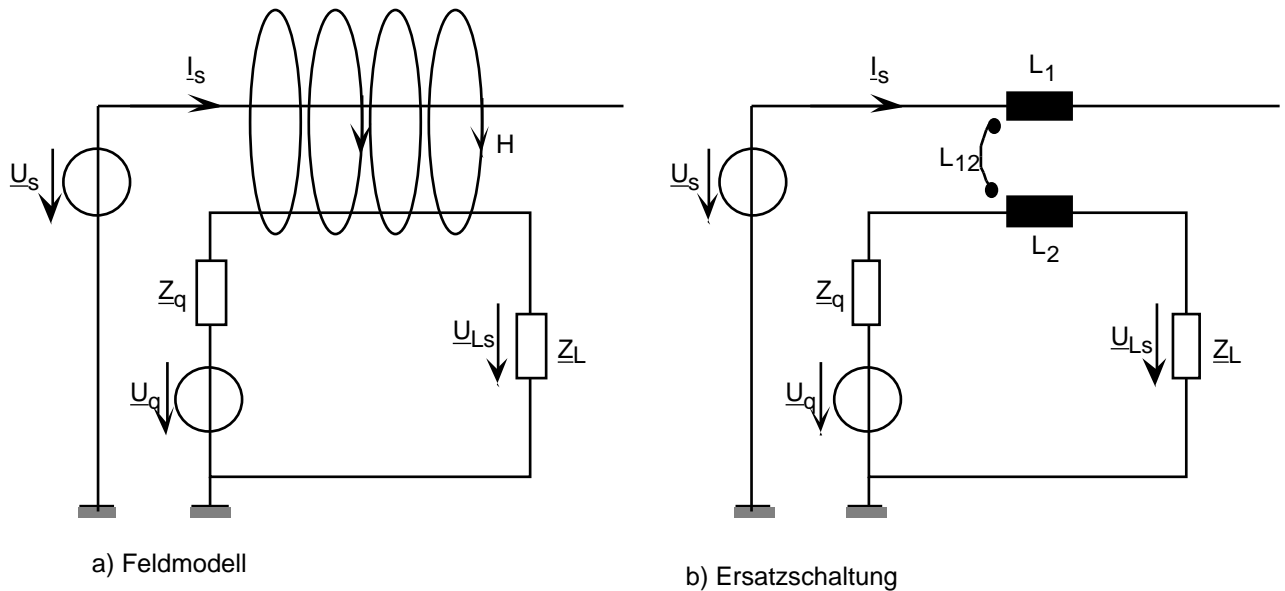 I_s
H
U_s
Z_q
U_Ls
Z_L
U_q
a) Feldmodell
I_s
L_1
L_12
U_s
L_2
Z_q
U_Ls
Z_L
U_q
b) Ersatzschaltung